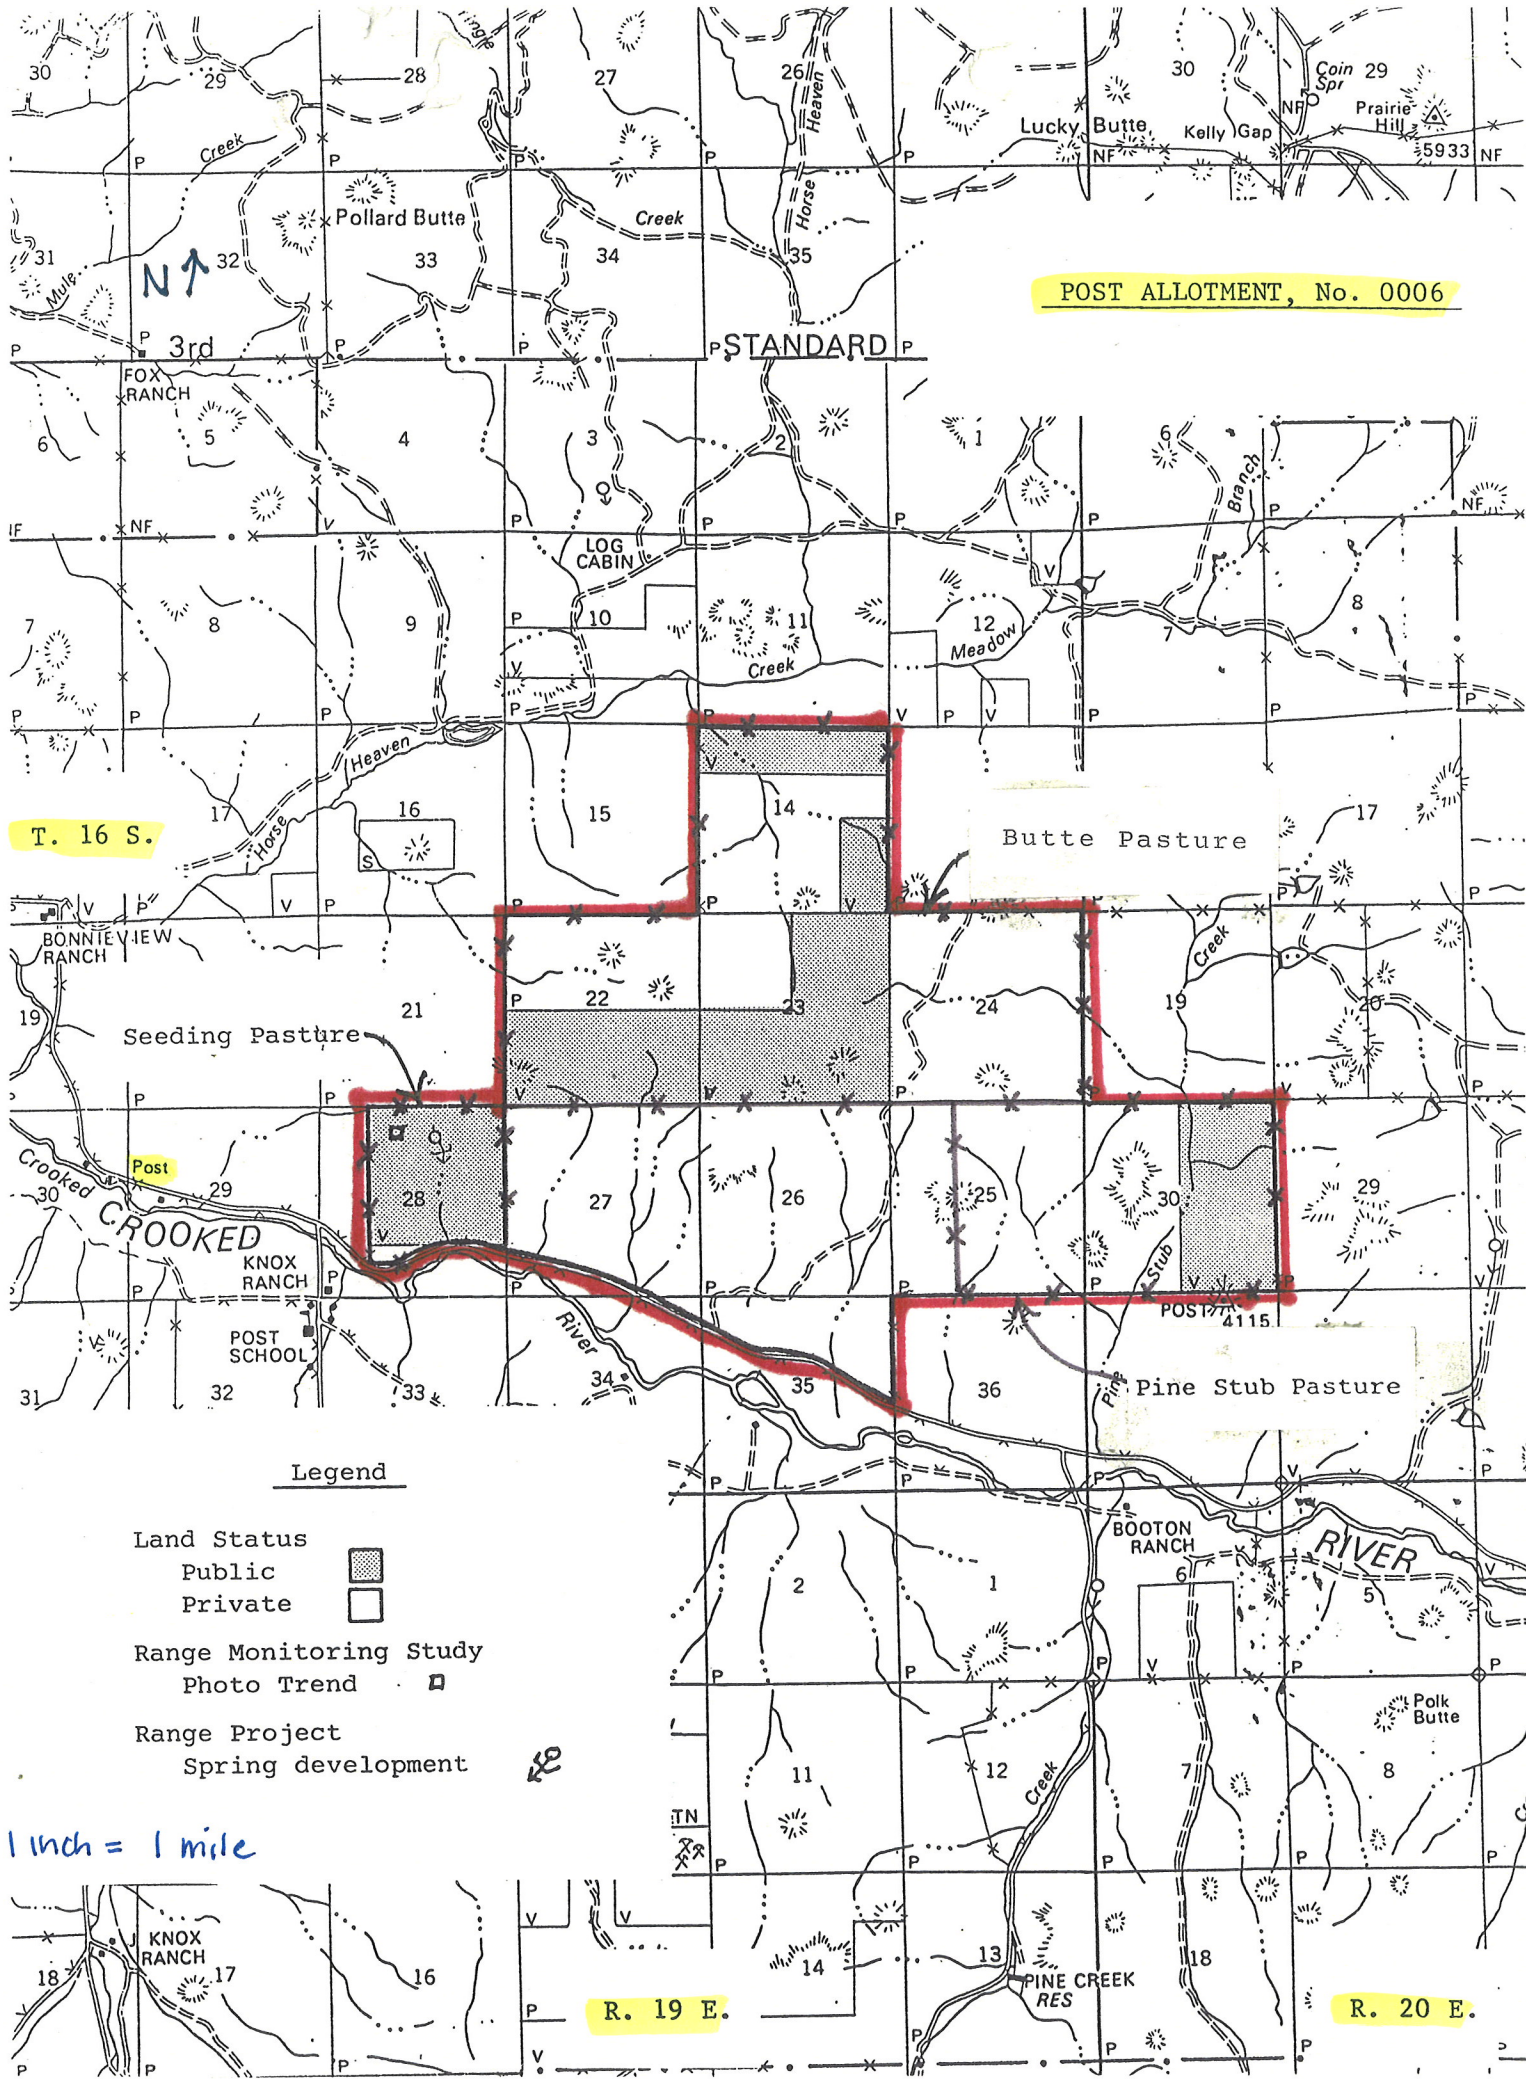 30
29
28
27
26
Heaven
30
Coin
Spr
29
NF
Prairie
Hill
5933
NF
Lucky Butte
Kelly Gap
NF
Creek
P
P
P
P
P
Pollard Butte
Creek
Horse
31
32
33
34
35
Mule
N
POST ALLOTMENT, No. 0006
P
P
3rd
P
P
P
STANDARD
P
FOX
RANCH
6
5
4
3
2
1
6
Branch
NF
NF
V
P
P
P
P
P
NF
LOG
CABIN
V
7
8
9
P
10
11
12
7
8
Meadow
Creek
V
P
P
P
P
P
V
P
V
P
P
P
Heaven
V
17
16
15
14
17
T. 16 S.
Horse
S
Butte Pasture
V
P
V
P
P
P
V
P
P
BONNIEVIEW
RANCH
Creek
19
21
P
22
23
24
19
20
Seeding Pasture
P
P
V
P
V
Crooked
Post
30
29
28
27
26
25
30
29
CROOKED
V
KNOX
RANCH
P
P
P
P
P
Stub
V
P
V
POST
4115
POST
SCHOOL
River
31
32
33
34
35
36
Pine
Pine Stub Pasture
Legend
P
P
P
V
P
Land Status
Public
Private
BOOTON
RANCH
RIVER
V
2
1
6
5
Range Monitoring Study
Photo Trend
P
P
P
V
P
P
Range Project
Spring development
Polk
Butte
11
12
Creek
7
8
1 inch = 1 mile
P
P
P
P
P
KNOX
RANCH
V
V
18
17
16
14
13
18
PINE CREEK
RES
P
R. 19 E.
R. 20 E.
P
P
P
V
P
P
P